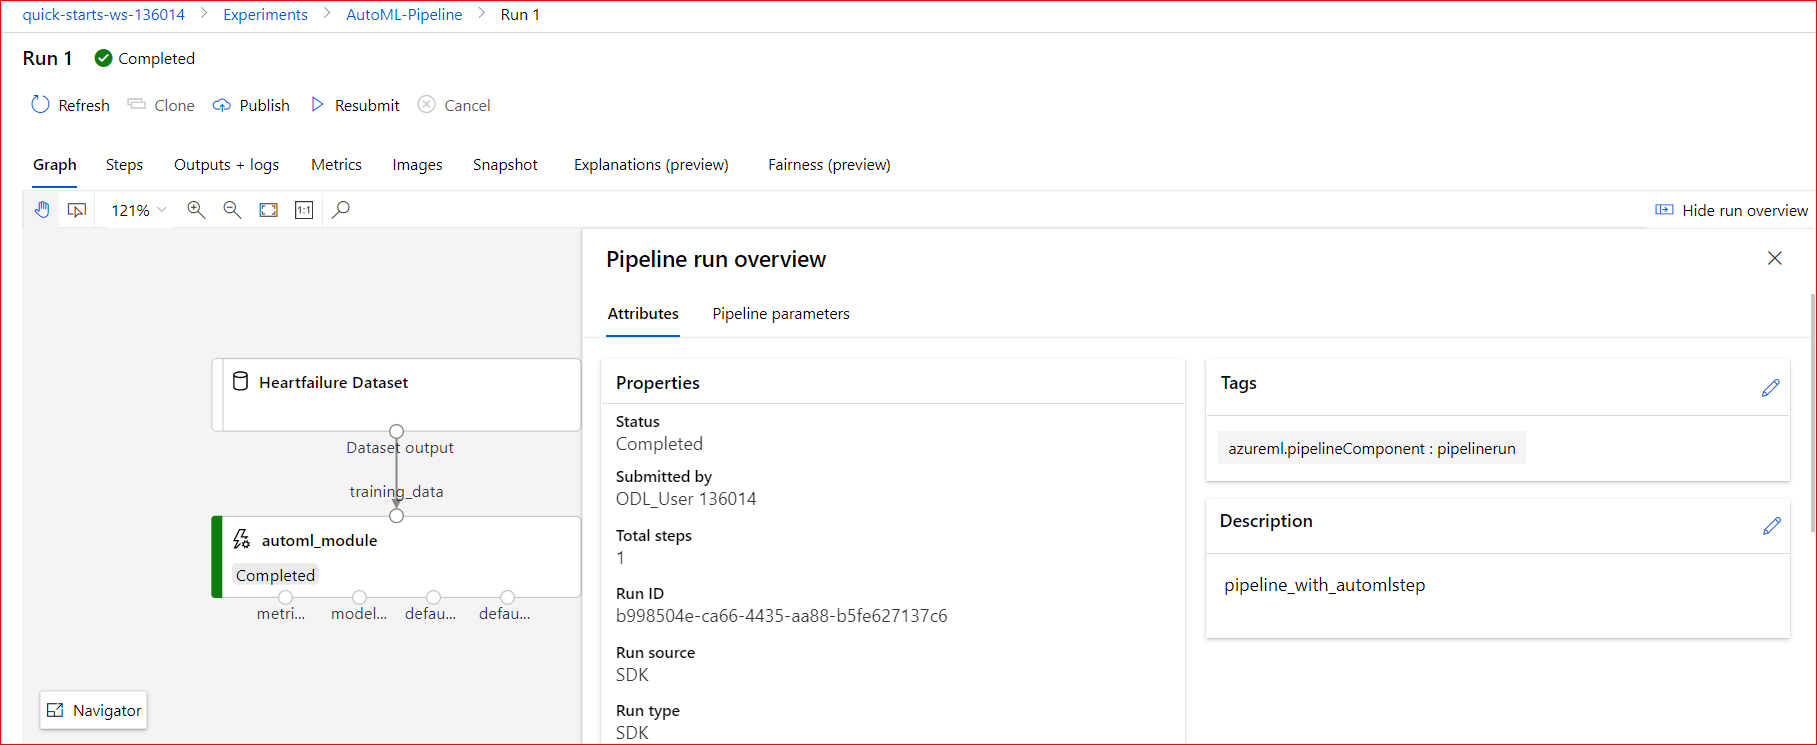 quick-starts-ws-136014 > Experiments > AutoML-Pipeline > Run 1
Run 1 Completed
Refresh Clone Publish Resubmit Cancel
Graph Steps Outputs + logs Metrics Images Snapshot Explanations (preview) Fairness (preview)
121% 1:1 Hide run overview
Heartfailure Dataset
Dataset output
training_data
automl_module
Completed
metri... model... defau... defau...
Navigator
Pipeline run overview
Attributes Pipeline parameters
Properties
Status
Completed
Submitted by
ODL_User 136014
Total steps
1
Run ID
b998504e-ca66-4435-aa88-b5fe627137c6
Run source
SDK
Run type
SDK
Tags
azureml.pipelineComponent : pipelinerun
Description
pipeline_with_automlstep